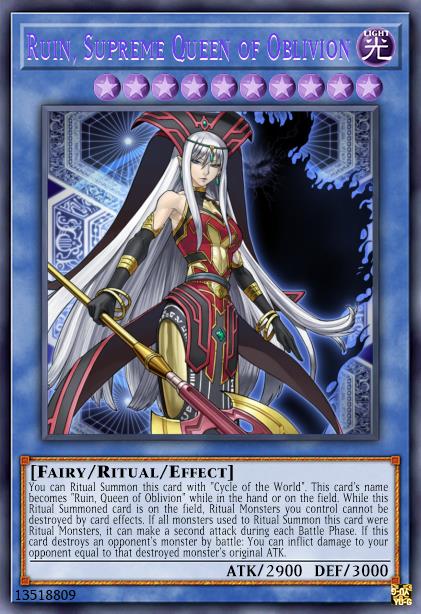 Ruin, Supreme Queen of Oblivion
LIGHT
光
[Fairy/Ritual/Effect]
You can Ritual Summon this card with "Cycle of the World". This card's name
becomes "Ruin, Queen of Oblivion" while in the hand or on the field. While this
Ritual Summoned card is on the field, Ritual Monsters you control cannot be
destroyed by card effects. If all monsters used to Ritual Summon this card were
Ritual Monsters, it can make a second attack during each Battle Phase. If this
card destroys an opponent's monster by battle: You can inflict damage to your
opponent equal to that destroyed monster's original ATK.
ATK/2900 DEF/3000
13518809